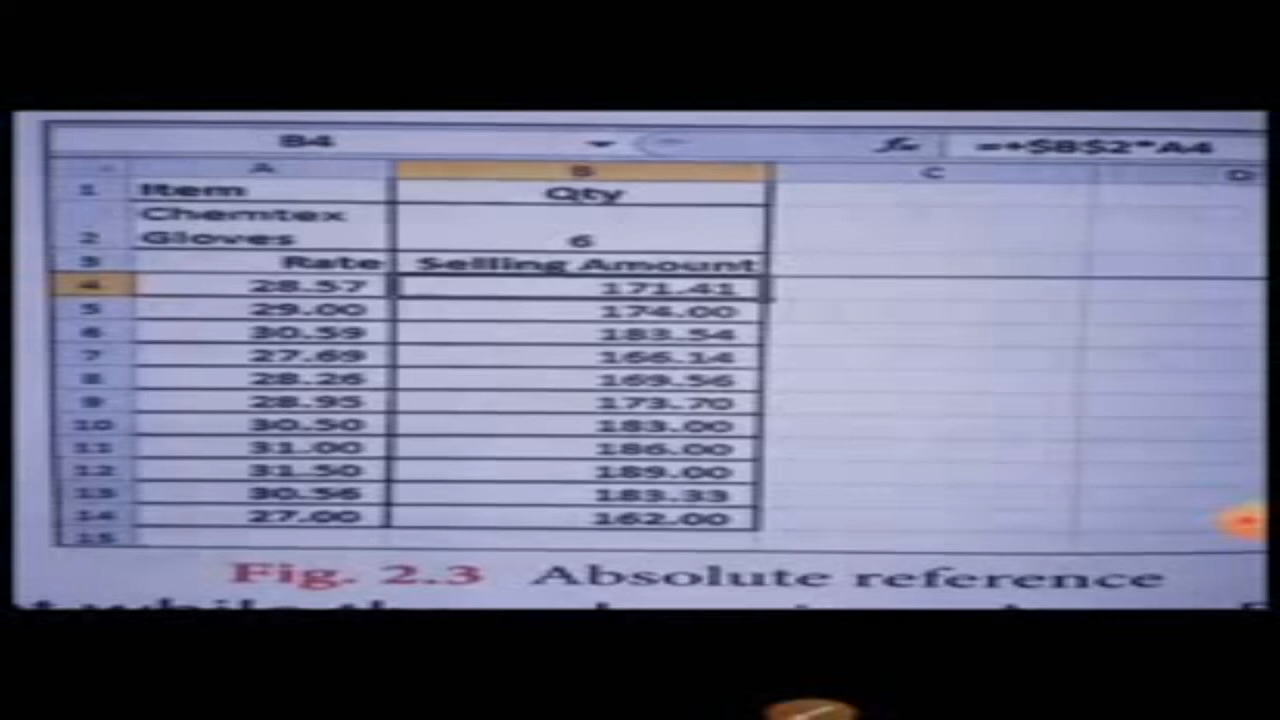 B4 fx =+$B$2*A4
A B C D
1 Item Qty
Chemtex
2 Gloves 6
3 Rate Selling Amount
4 28.57 171.41
5 29.00 174.00
6 30.59 183.54
7 27.69 166.14
8 28.26 169.56
9 28.95 173.70
10 30.50 183.00
11 31.00 186.00
12 31.50 189.00
13 30.56 183.33
14 27.00 162.00
15
Fig. 2.3 Absolute reference